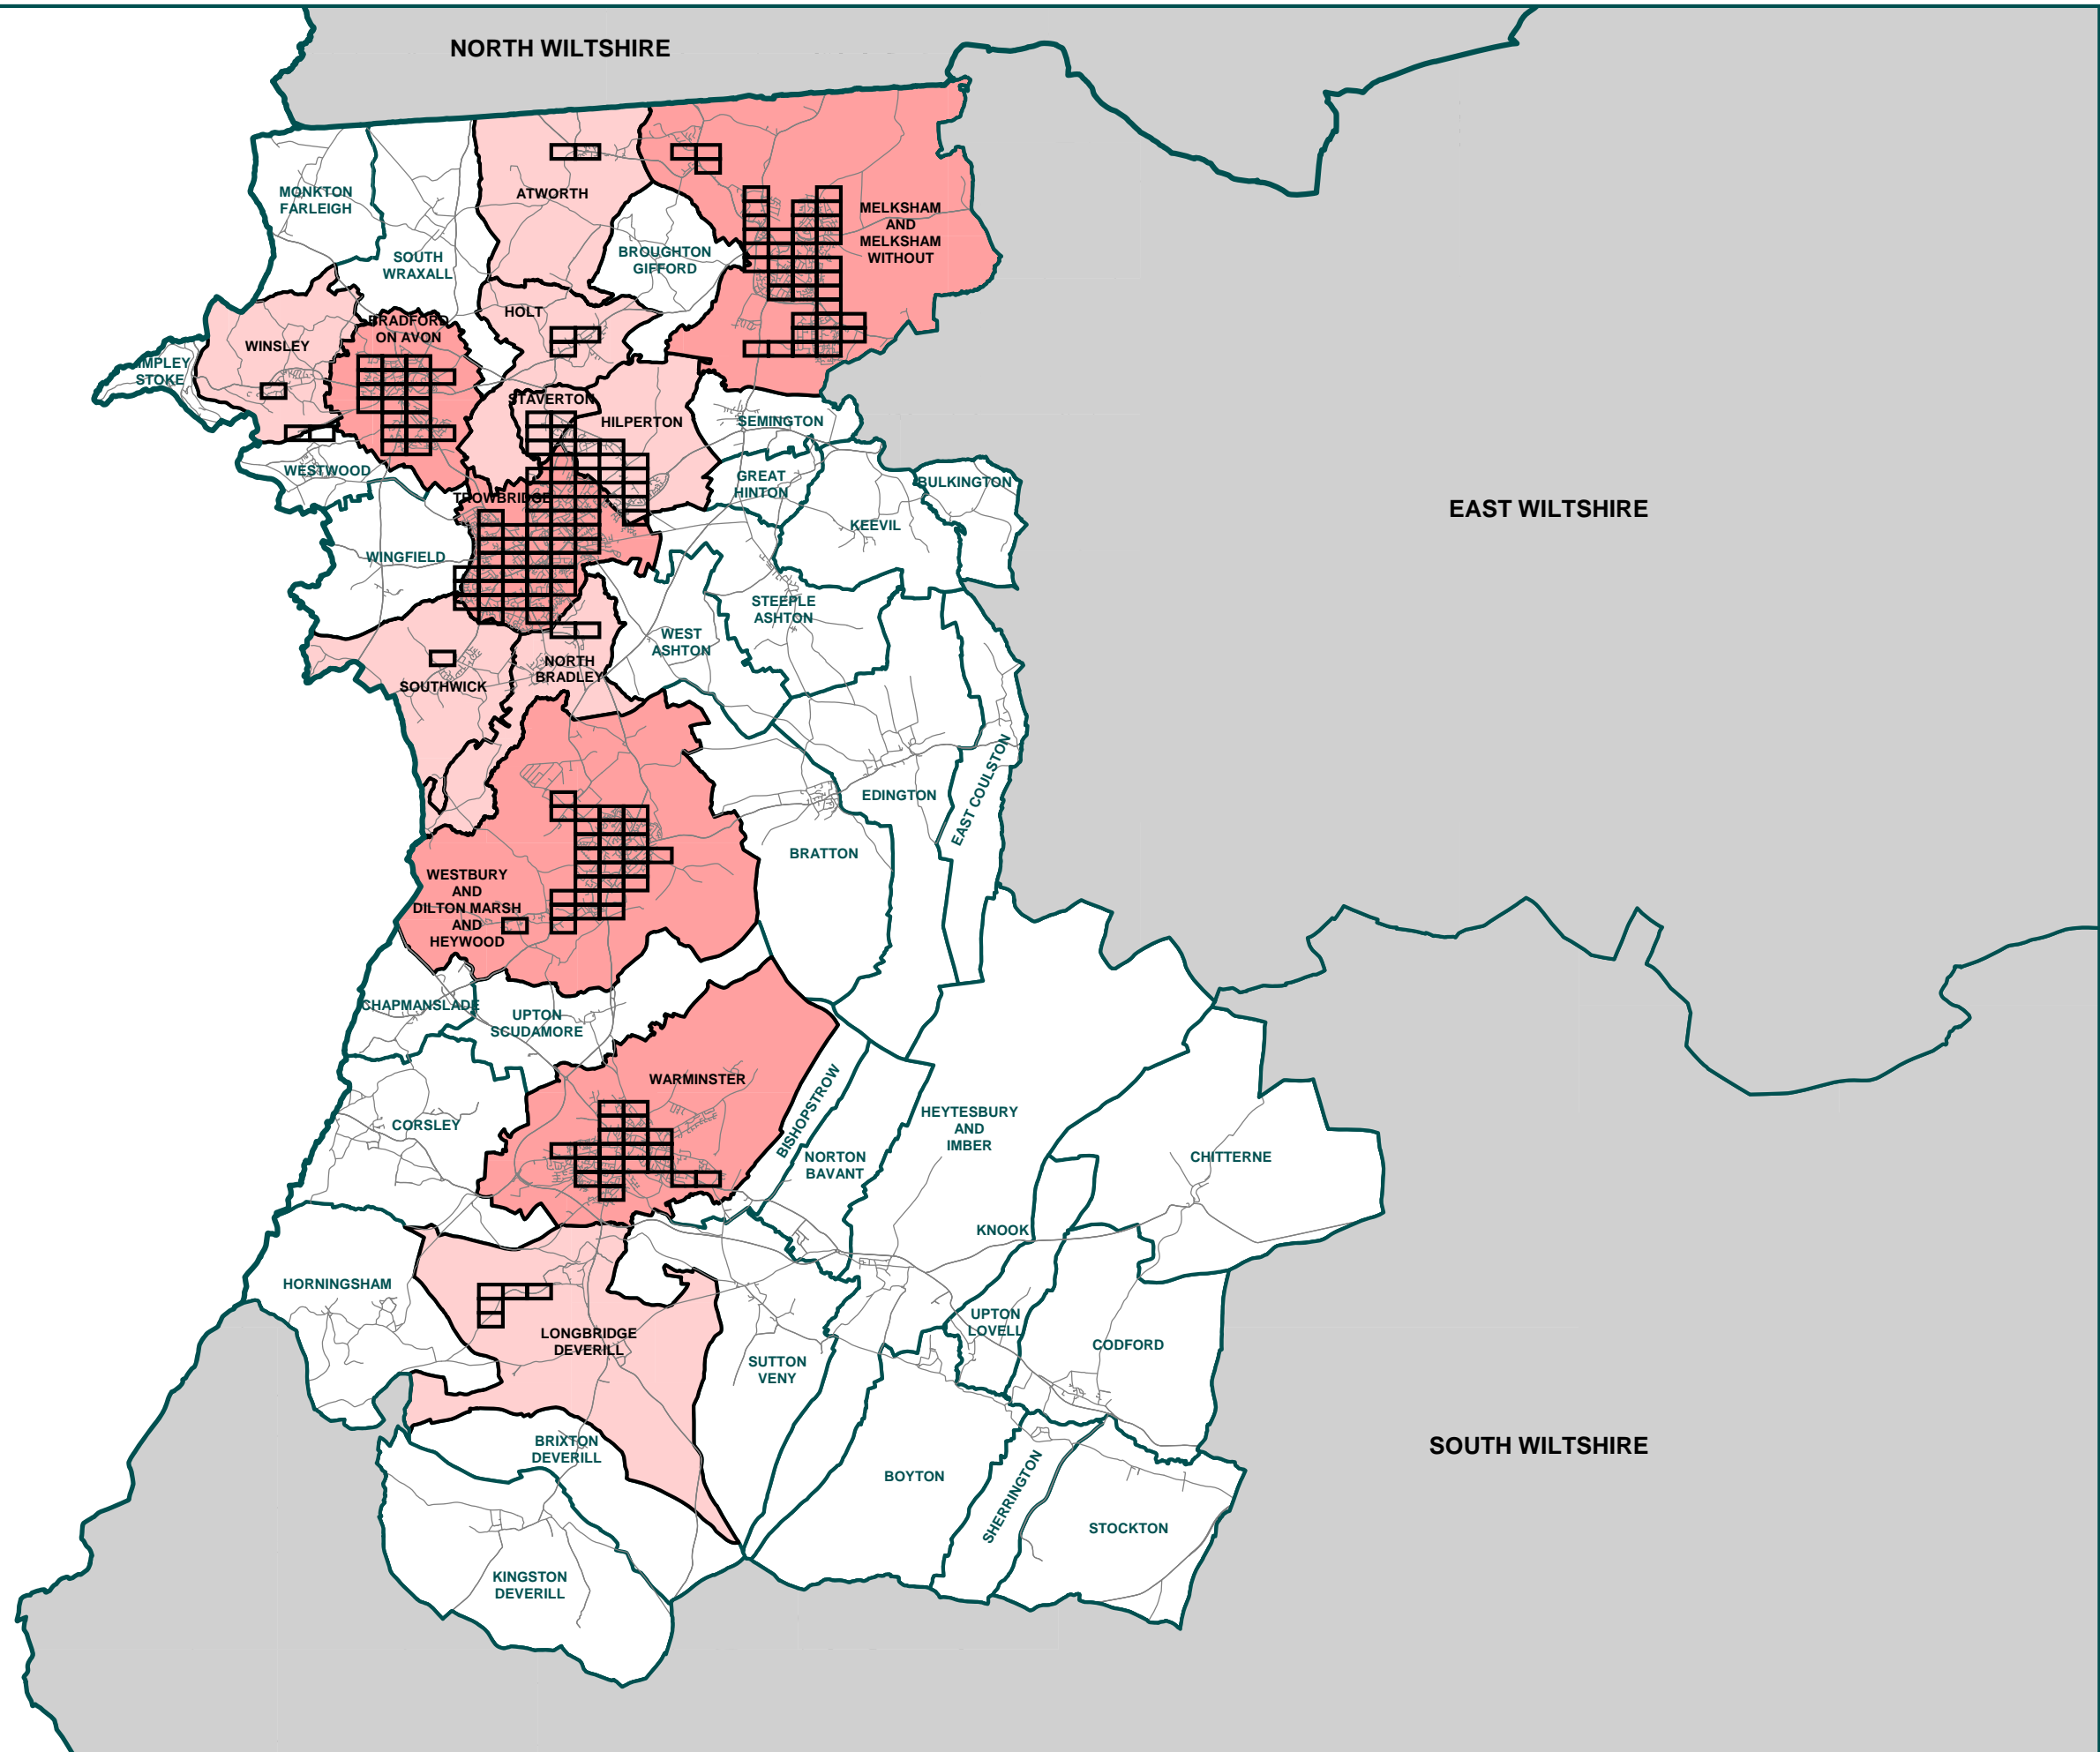 NORTH WILTSHIRE
MONKTON
FARLEIGH
ATWORTH
MELKSHAM
AND
MELKSHAM
WITHOUT
SOUTH
WRAXALL
BROUGHTON
GIFFORD
HOLT
BRADFORD
ON AVON
WINSLEY
IMPLEY
STOKE
STAVERTON
HILPERTON
SEMINGTON
WESTWOOD
GREAT
HINTON
BULKINGTON
TROWBRIDGE
KEEVIL
EAST WILTSHIRE
WINGFIELD
STEEPLE
ASHTON
WEST
ASHTON
NORTH
BRADLEY
SOUTHWICK
EAST COULSTON
EDINGTON
BRATTON
WESTBURY
AND
DILTON MARSH
AND
HEYWOOD
CHAPMANSLADE
UPTON
SCUDAMORE
WARMINSTER
BISHOPSTROW
CORSLEY
HEYTESBURY
AND
IMBER
NORTON
BAVANT
CHITTERNE
KNOOK
HORNINGSHAM
LONGBRIDGE
DEVERILL
UPTON
LOVELL
CODFORD
SUTTON
VENY
BRIXTON
DEVERILL
BOYTON
SHERRINGTON
SOUTH WILTSHIRE
STOCKTON
KINGSTON
DEVERILL